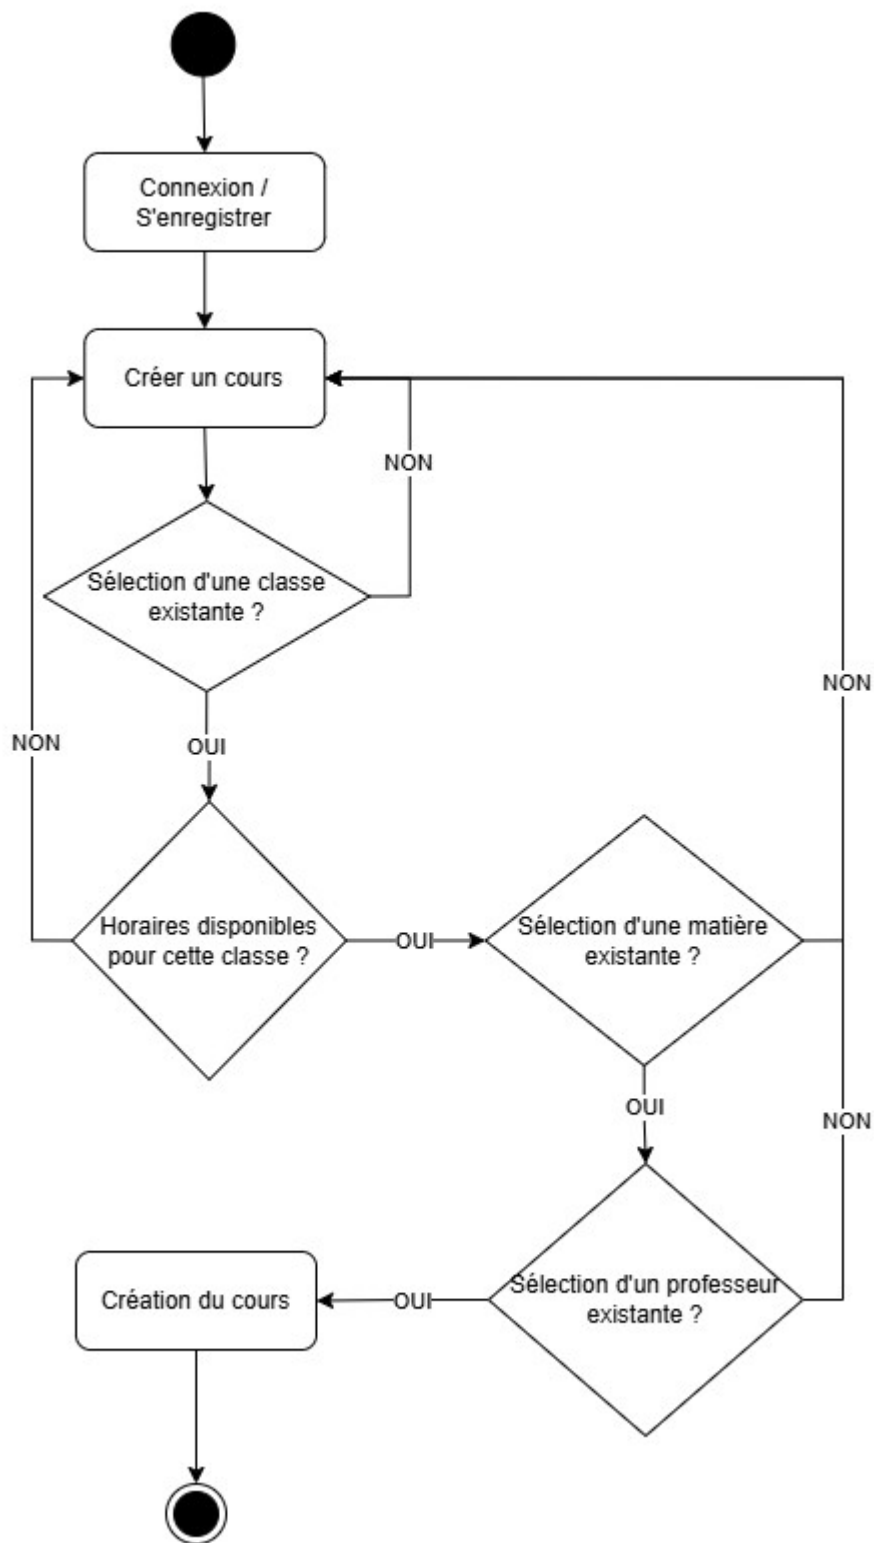 Connexion /
S'enregistrer
Créer un cours
NON
Sélection d'une classe
existante ?
NON
NON
OUI
Horaires disponibles
pour cette classe ?
OUI
Sélection d'une matière
existante ?
OUI
NON
Sélection d'un professeur
existante ?
OUI
Création du cours